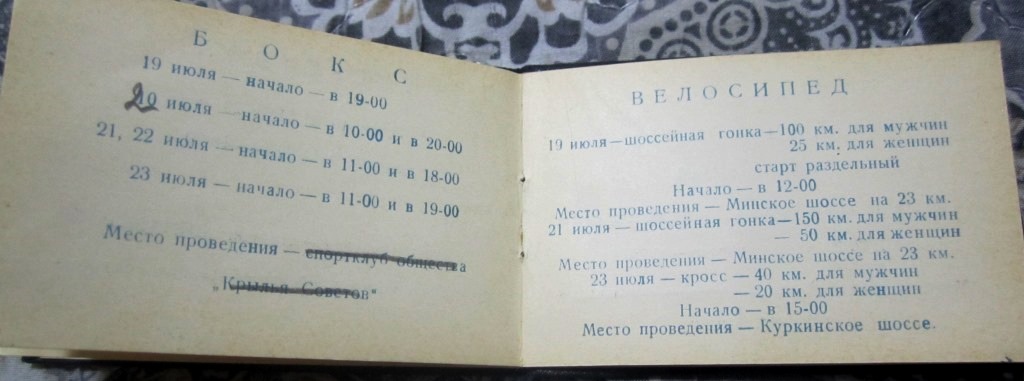 БОКС
19 июля — начало — в 19-00
20 июля — начало — в 10-00 и в 20-00
21, 22 июля — начало — в 11-00 и в 18-00
23 июля — начало — в 11-00 и в 19-00
Место проведения — спортклуб общества
„Крылья Советов"
ВЕЛОСИПЕД
19 июля—шоссейная гонка—100 км. для мужчин
25 км. для женщин
старт раздельный
Начало — в 12-00
Место проведения — Минское шоссе на 23 км.
21 июля — шоссейная гонка—150 км. для мужчин
— 50 км. для женщин
Место проведения — Минское шоссе на 23 км.
23 июля — кросс — 40 км. для мужчин
— 20 км. для женщин
Начало — в 15-00
Место проведения — Куркинское шоссе.